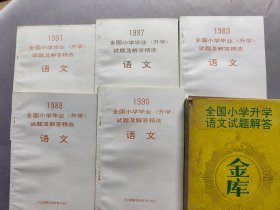 1991
全国小学毕业（升学）
试题及解答精选
语文
1987
全国小学毕业（升学）
试题及解答精选
语文
1989
全国小学毕业（升学）
试题及解答精选
语文
1988
全国小学毕业（升学）
试题及解答精选
语文
1990
全国小学毕业（升学）
试题及解答精选
语文
全国小学升学
语文试题解答
金库